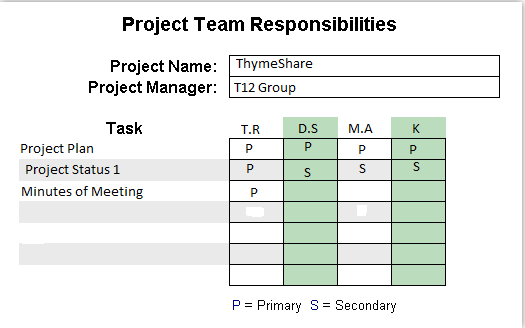 Project Team Responsibilities
Project Name: ThymeShare
Project Manager: T12 Group
Task T.R D.S M.A K
Project Plan P P P P
Project Status 1 P S S S
Minutes of Meeting P
P = Primary S = Secondary